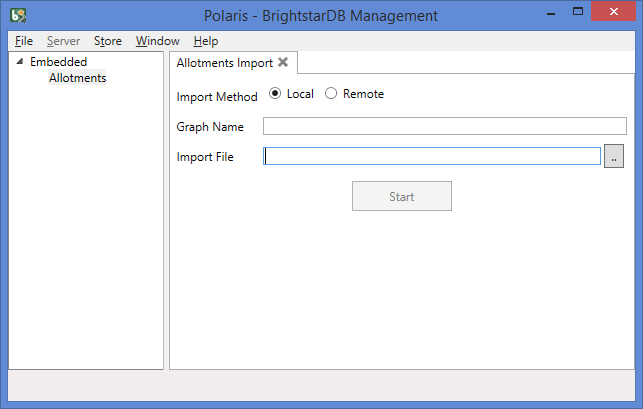 Polaris - BrightstarDB Management
File Server Store Window Help
Embedded
Allotments
Allotments Import
Import Method Local Remote
Graph Name
Import File ..
Start